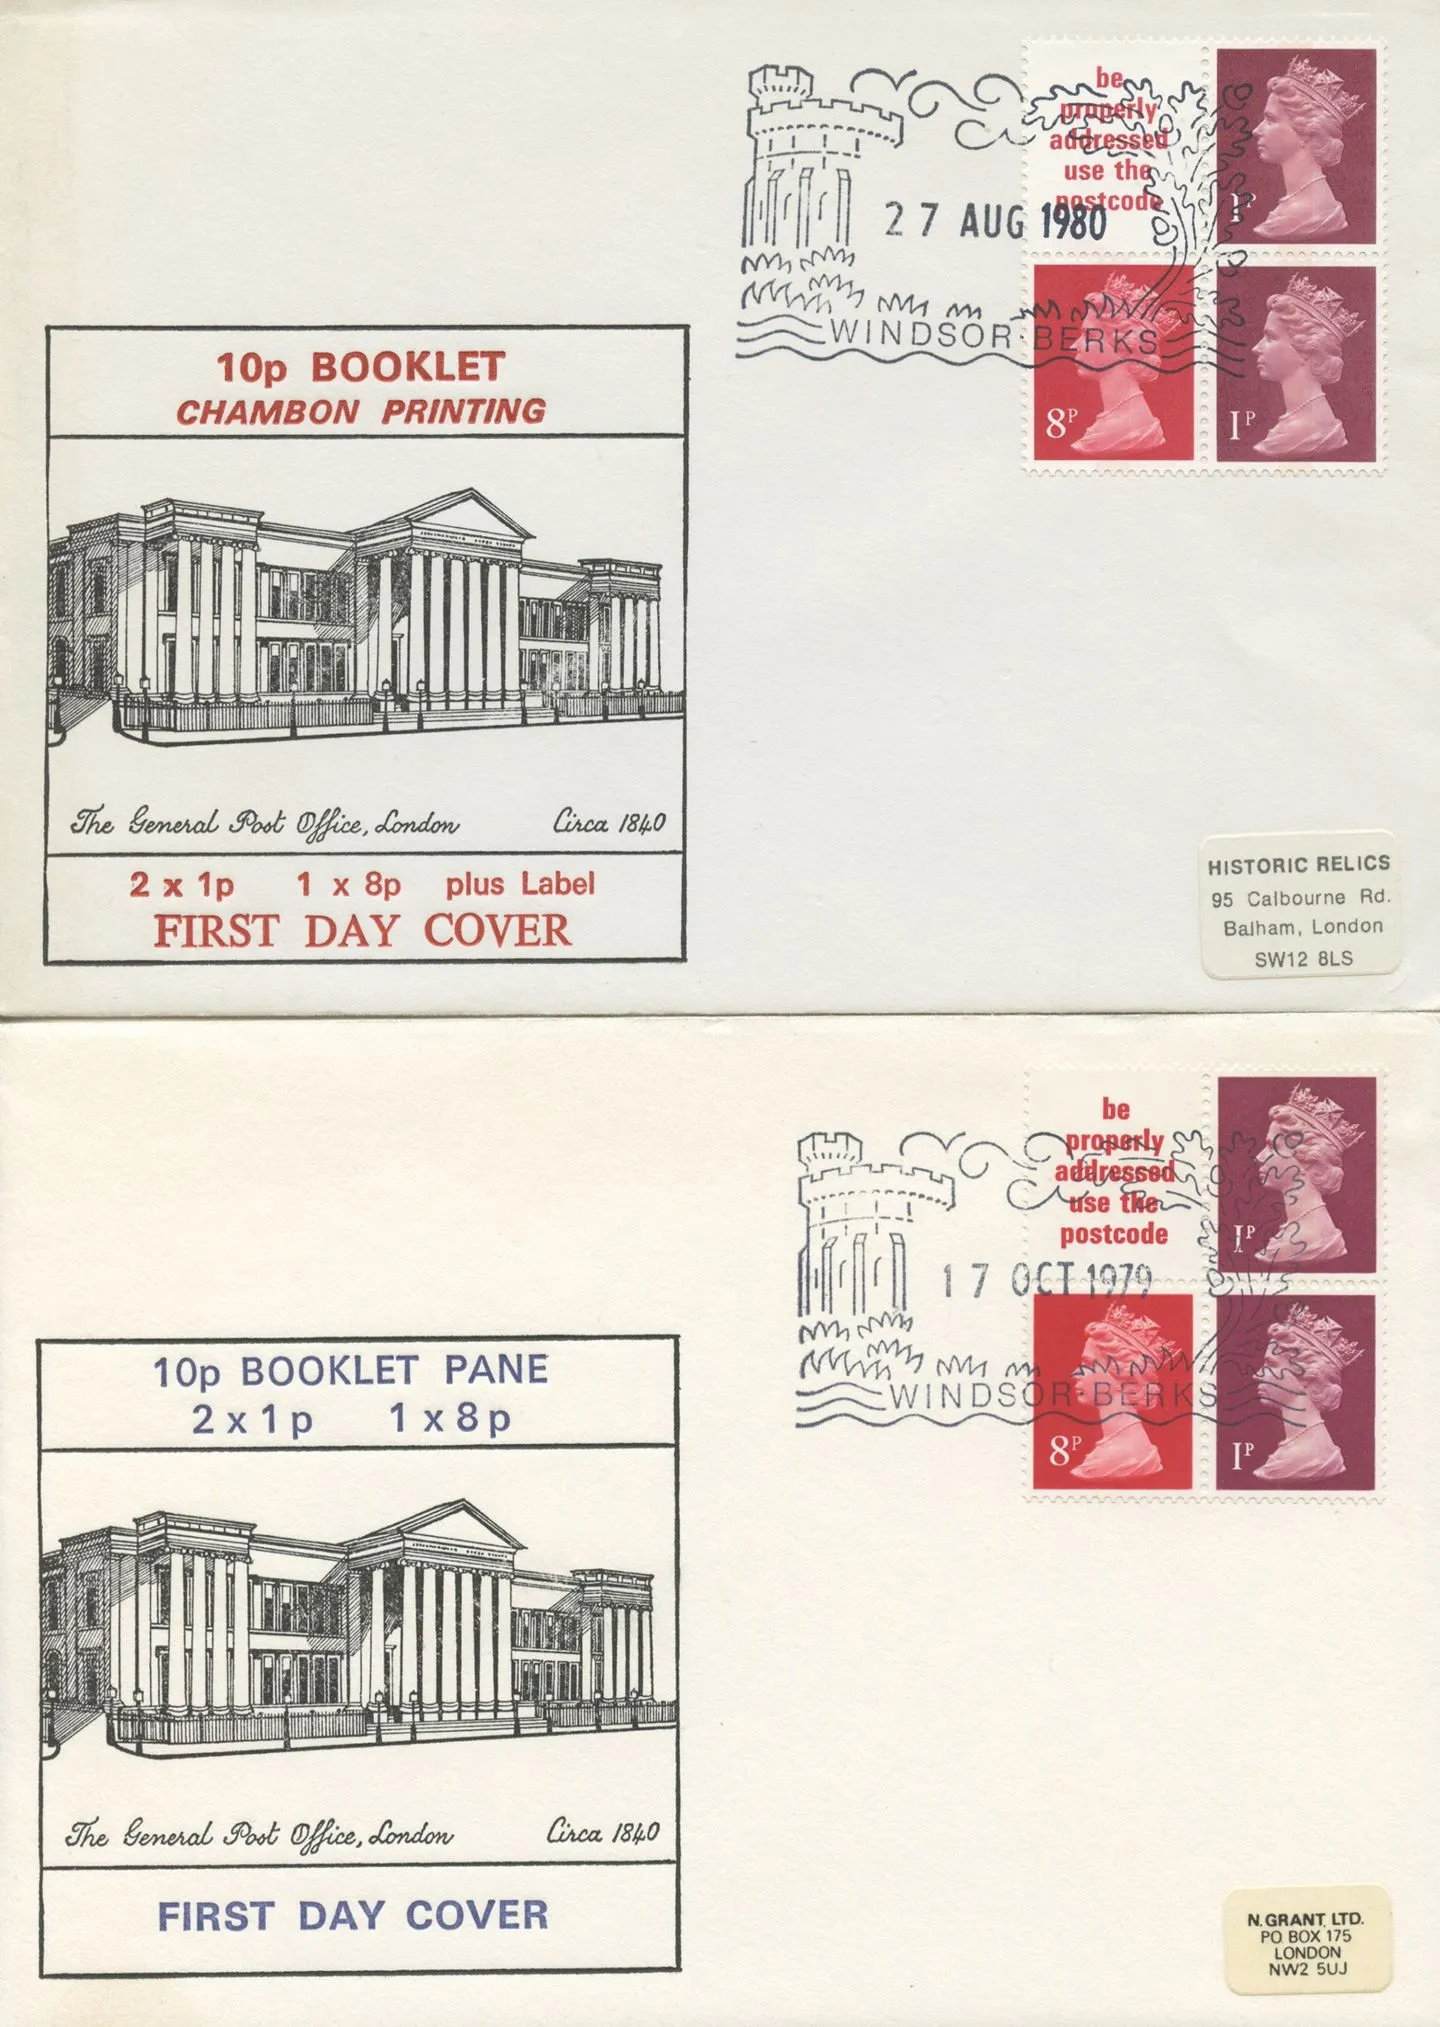 be
properly
addressed
use the
postcode
1P
27 AUG 1980
WINDSOR·BERKS
8P
1P
10p BOOKLET
CHAMBON PRINTING
The General Post Office, London Circa 1840
2 x 1p 1 x 8p plus Label
FIRST DAY COVER
HISTORIC RELICS
95 Calbourne Rd.
Balham, London
SW12 8LS
be
properly
addressed
use the
postcode
1P
17 OCT 1979
WINDSOR·BERKS
8P
1P
10p BOOKLET PANE
2 x 1p 1 x 8p
The General Post Office, London Circa 1840
FIRST DAY COVER
N. GRANT, LTD.
PO BOX 175
LONDON
NW2 5UJ